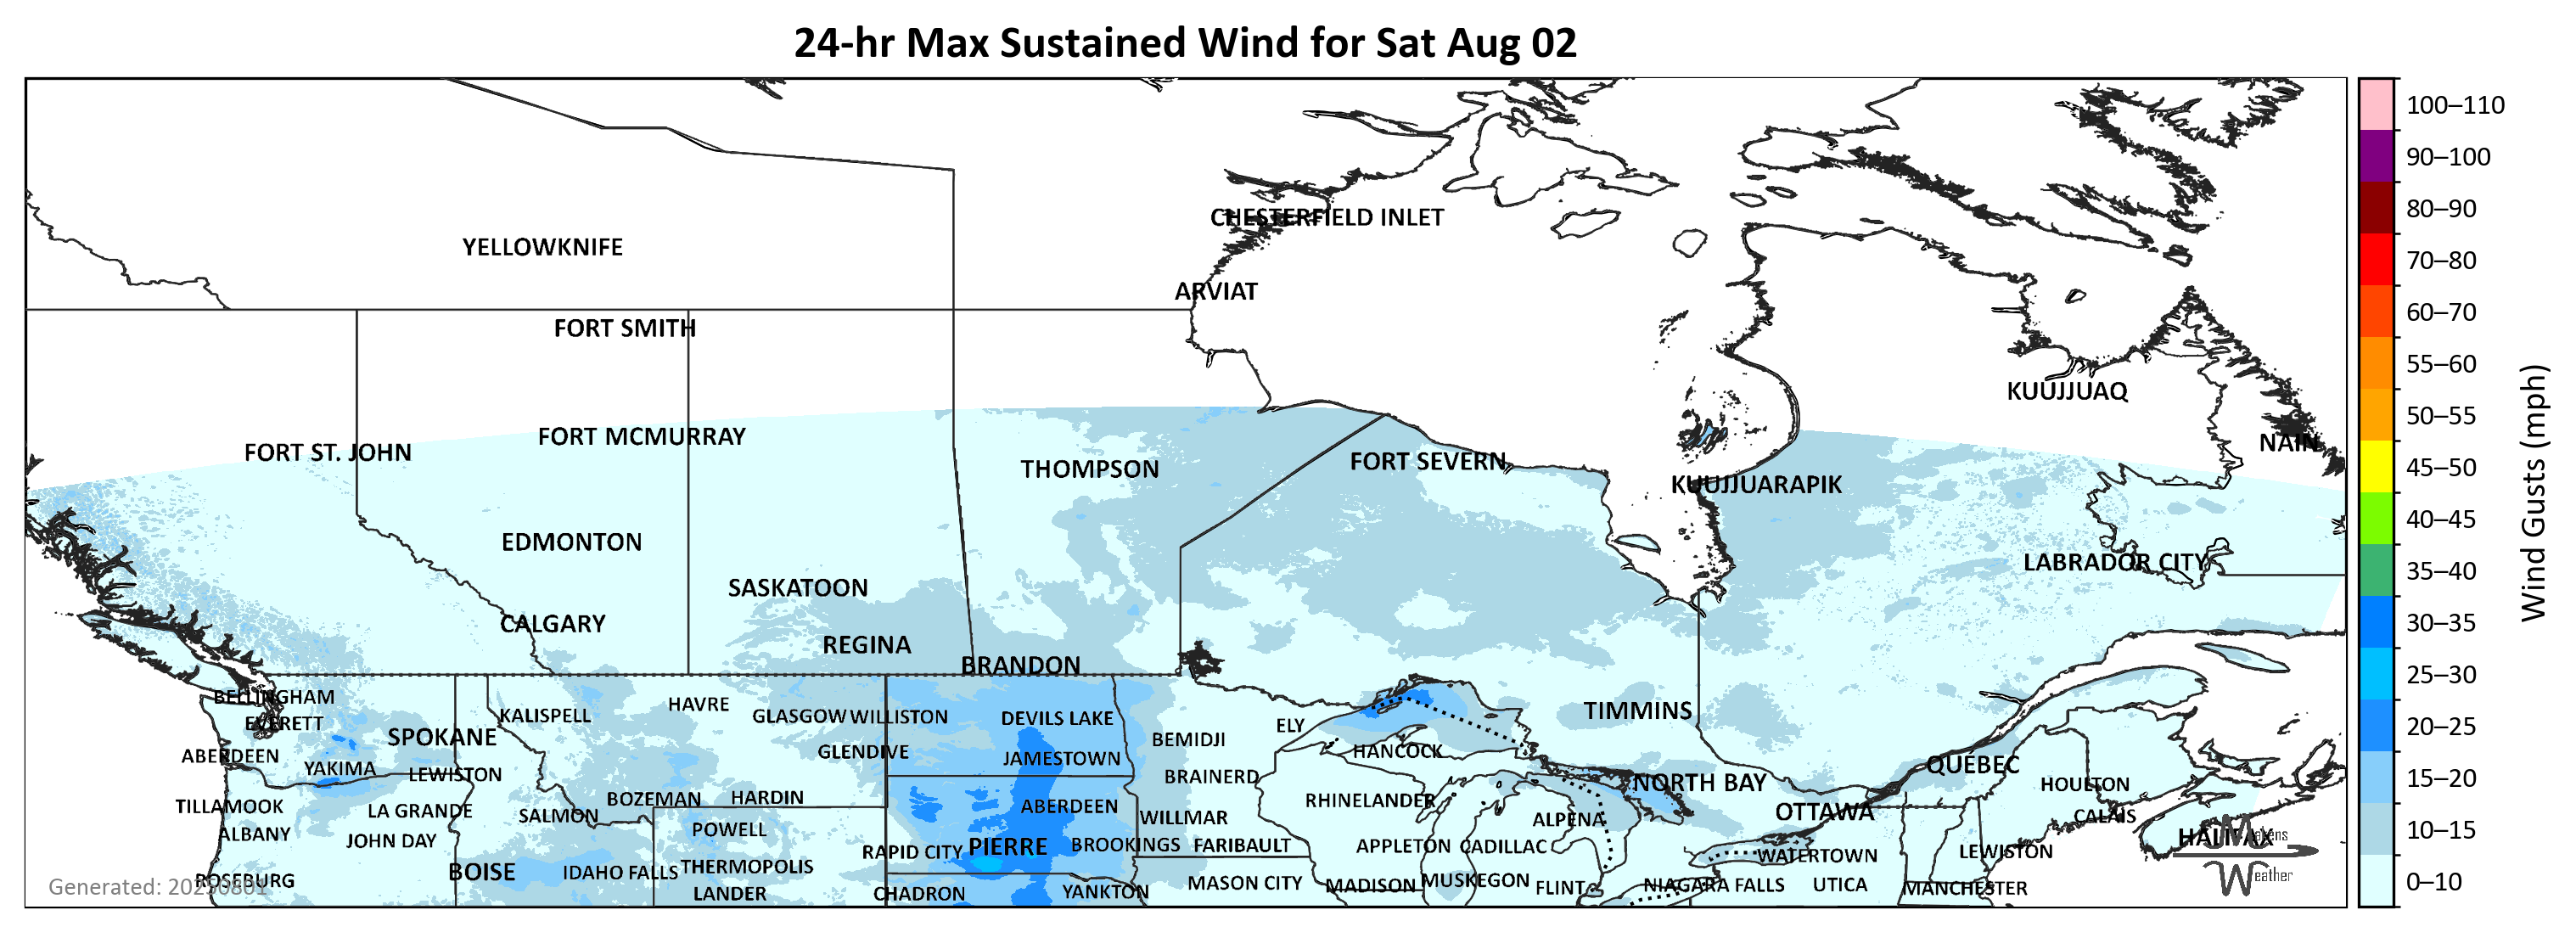 24-hr Max Sustained Wind for Sat Aug 02
100–110
90–100
80–90
70–80
60–70
55–60
50–55
45–50
40–45
35–40
30–35
25–30
20–25
15–20
10–15
0–10
Wind Gusts (mph)
CHESTERFIELD INLET
YELLOWKNIFE
ARVIAT
FORT SMITH
KUUJJUAQ
FORT MCMURRAY
NAIN
FORT ST. JOHN
FORT SEVERN
THOMPSON
KUUJJUARAPIK
EDMONTON
LABRADOR CITY
SASKATOON
CALGARY
REGINA
BRANDON
BELLINGHAM
HAVRE
TIMMINS
KALISPELL
GLASGOW
WILLISTON
DEVILS LAKE
EVERETT
ELY
SPOKANE
BEMIDJI
HANCOCK
GLENDIVE
ABERDEEN
JAMESTOWN
QUÉBEC
YAKIMA
LEWISTON
BRAINERD
NORTH BAY
HOULTON
BOZEMAN
HARDIN
RHINELANDER
TILLAMOOK
ABERDEEN
LA GRANDE
OTTAWA
SALMON
CALAIS
WILLMAR
ALPENA
POWELL
ALBANY
HALIFAX
Makens
JOHN DAY
PIERRE
BROOKINGS
FARIBAULT
APPLETON
CADILLAC
RAPID CITY
LEWISTON
WATERTOWN
THERMOPOLIS
BOISE
IDAHO FALLS
Weather
ROSEBURG
MUSKEGON
MASON CITY
MADISON
NIAGARA FALLS
UTICA
Generated: 20250801
FLINT
MANCHESTER
LANDER
CHADRON
YANKTON